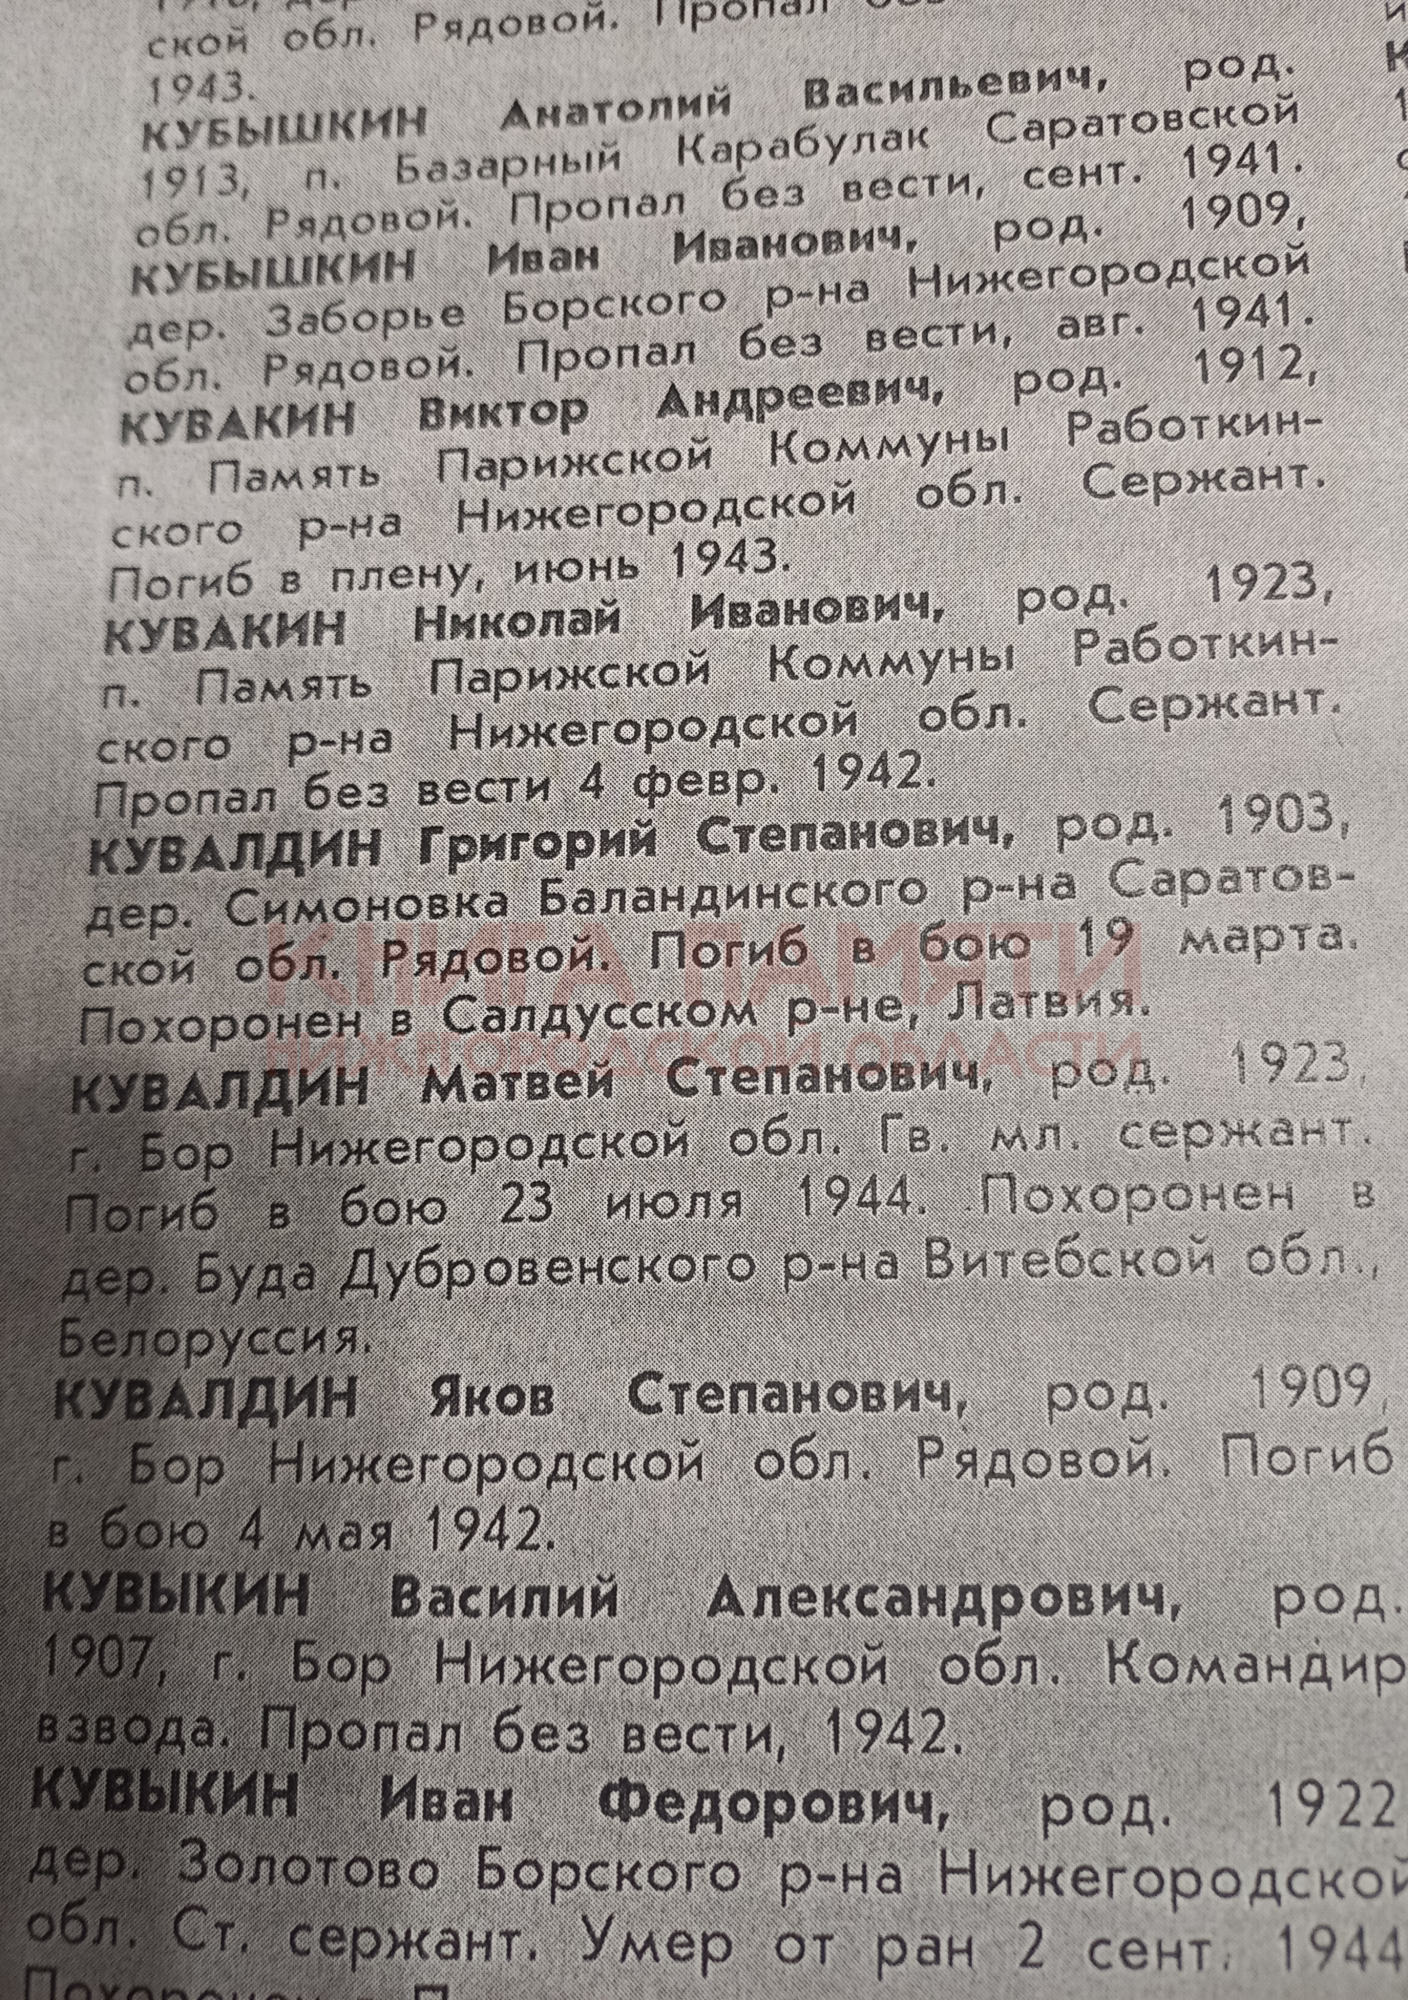 ской обл. Рядовой. Пропал
1943.
КУБЫШКИН Анатолий Васильевич, род.
1913, п. Базарный Карабулак Саратовской
обл. Рядовой. Пропал без вести, сент. 1941.
КУБЫШКИН Иван Иванович, род. 1909,
дер. Заборье Борского р-на Нижегородской
обл. Рядовой. Пропал без вести, авг. 1941.
КУВАКИН Виктор Андреевич, род. 1912,
п. Память Парижской Коммуны Работкин-
ского р-на Нижегородской обл. Сержант.
Погиб в плену, июнь 1943.
КУВАКИН Николай Иванович, род. 1923,
п. Память Парижской Коммуны Работкин-
ского р-на Нижегородской обл. Сержант.
Пропал без вести 4 февр. 1942.
КУВАЛДИН Григорий Степанович, род. 1903,
дер. Симоновка Баландинского р-на Саратов-
ской обл. Рядовой. Погиб в бою 19 марта.
Похоронен в Салдусском р-не, Латвия.
КНИГА ПАМЯТИ
НИЖЕГОРОДСКОЙ ОБЛАСТИ
КУВАЛДИН Матвей Степанович, род. 1923,
г. Бор Нижегородской обл. Гв. мл. сержант.
Погиб в бою 23 июля 1944. Похоронен в
дер. Буда Дубровенского р-на Витебской обл.,
Белоруссия.
КУВАЛДИН Яков Степанович, род. 1909,
г. Бор Нижегородской обл. Рядовой. Погиб
в бою 4 мая 1942.
КУВЫКИН Василий Александрович, род.
1907, г. Бор Нижегородской обл. Командир
взвода. Пропал без вести, 1942.
КУВЫКИН Иван Федорович, род. 1922
дер. Золотово Борского р-на Нижегородской
обл. Ст. сержант. Умер от ран 2 сент. 1944